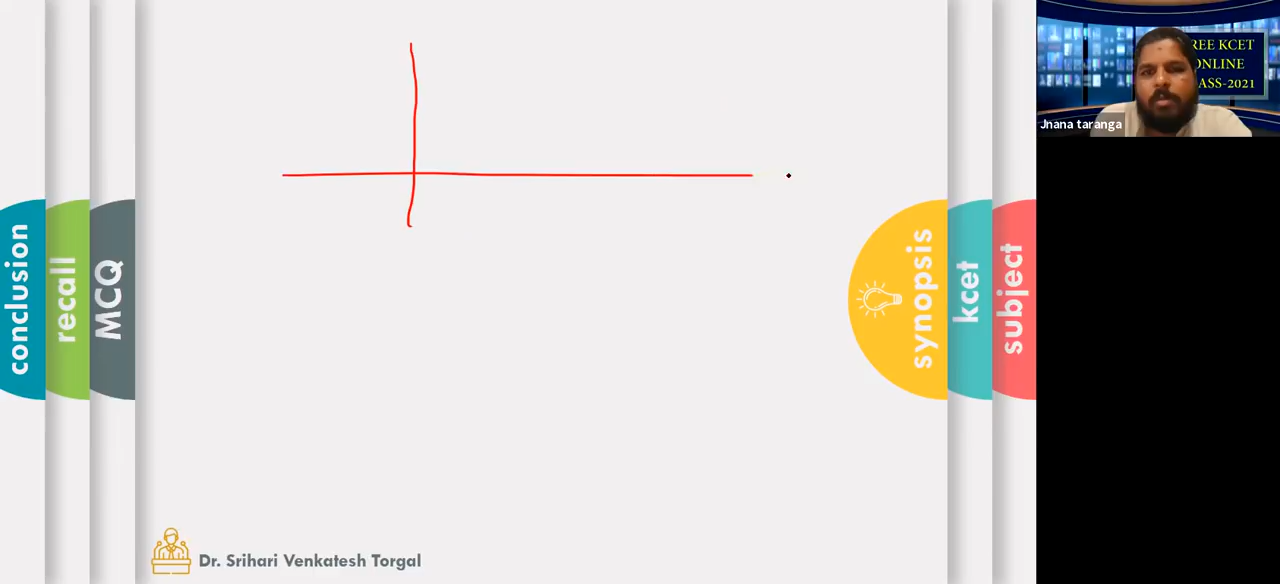 conclusion
recall
MCQ
synopsis
kcet
subject
REE KCET
ONLINE
ASS-2021
Jnana taranga
Dr. Srihari Venkatesh Torgal